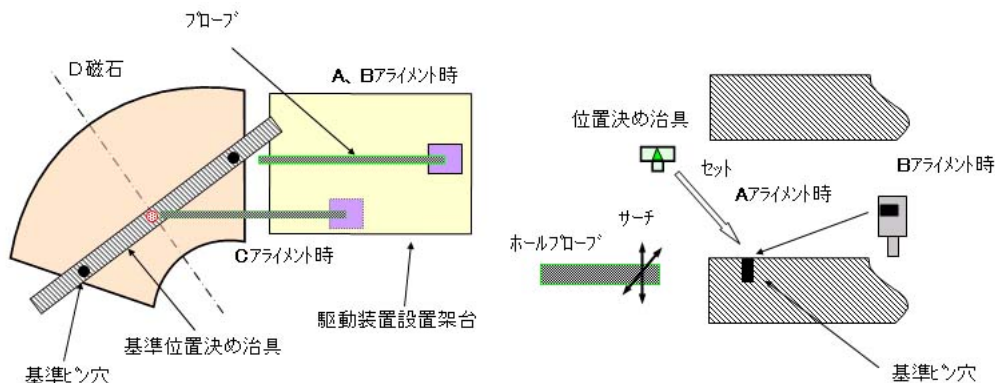 プローブ
D磁石
A、Bアライメント時
Cアライメント時
駆動装置設置架台
基準位置決め治具
基準ピン穴
位置決め治具
セット
Bアライメント時
Aアライメント時
サーチ
ホールプローブ
基準ピン穴